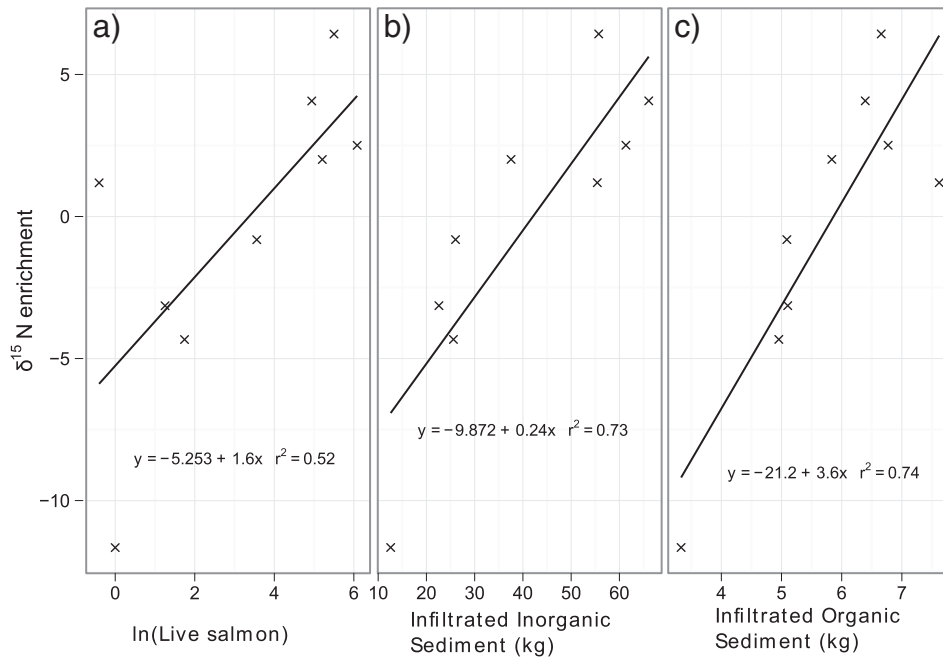 a)
b)
c)
δ¹⁵ N enrichment
5
0
−5
−10
y = −5.253 + 1.6x r² = 0.52
y = −9.872 + 0.24x r² = 0.73
y = −21.2 + 3.6x r² = 0.74
0 2 4 6
10 20 30 40 50 60
4 5 6 7
ln(Live salmon)
Infiltrated Inorganic
Sediment (kg)
Infiltrated Organic
Sediment (kg)